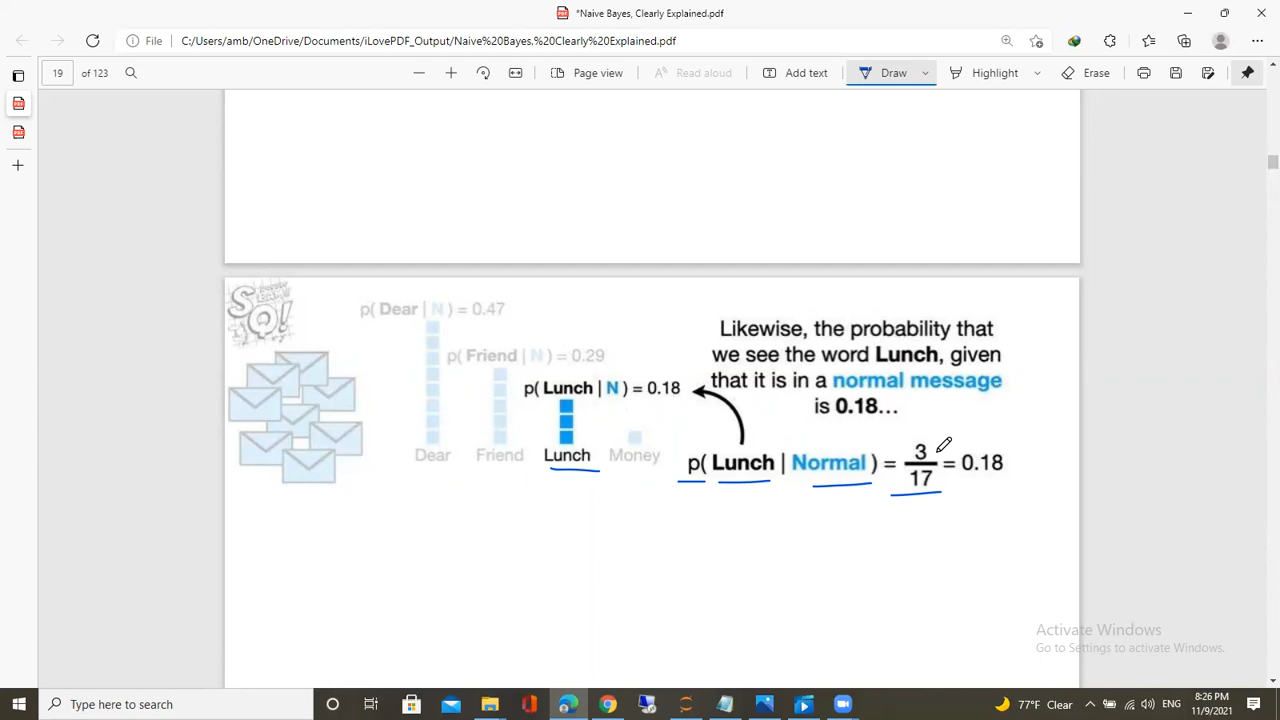 *Naive Bayes, Clearly Explained.pdf
File
C:/Users/amb/OneDrive/Documents/iLovePDF_Output/Naive%20Bayes,%20Clearly%20Explained.pdf
19 of 123
Page view
Read aloud
Add text
Draw
Highlight
Erase
SQ!
p( Dear | N ) = 0.47
p( Friend | N ) = 0.29
p( Lunch | N ) = 0.18
Dear Friend Lunch Money
Likewise, the probability that
we see the word Lunch, given
that it is in a normal message
is 0.18...
p( Lunch | Normal ) = 3/17 = 0.18
Activate Windows
Go to Settings to activate Windows.
Type here to search
77°F Clear
ENG
8:26 PM
11/9/2021